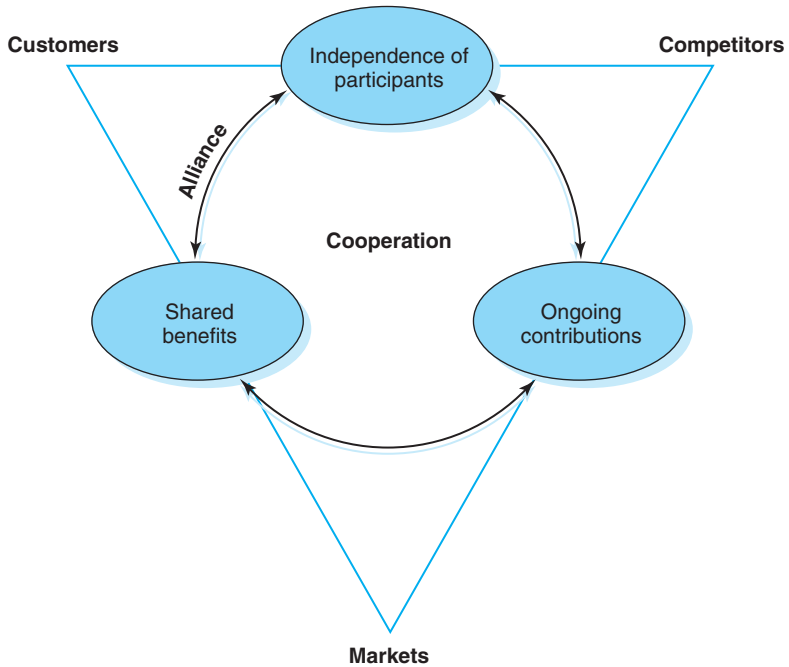 Customers
Competitors
Independence of
participants
Alliance
Cooperation
Shared
benefits
Ongoing
contributions
Markets